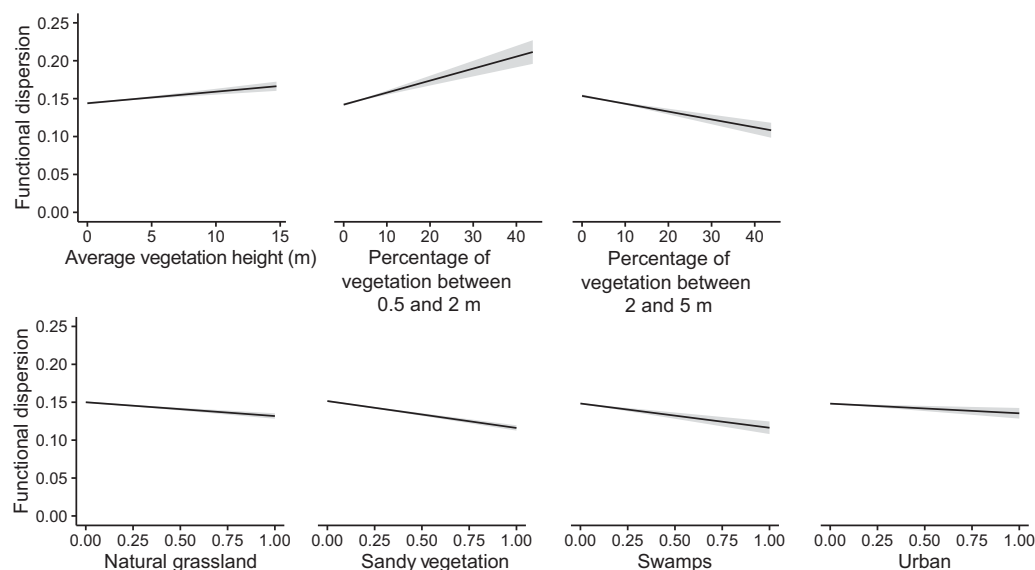 Functional dispersion
0.25
0.20
0.15
0.10
0.05
0.00
0 5 10 15
Average vegetation height (m)
0 10 20 30 40
Percentage of
vegetation between
0.5 and 2 m
0 10 20 30 40
Percentage of
vegetation between
2 and 5 m
Functional dispersion
0.25
0.20
0.15
0.10
0.05
0.00
0.00 0.25 0.50 0.75 1.00
Natural grassland
0.00 0.25 0.50 0.75 1.00
Sandy vegetation
0.00 0.25 0.50 0.75 1.00
Swamps
0.00 0.25 0.50 0.75 1.00
Urban